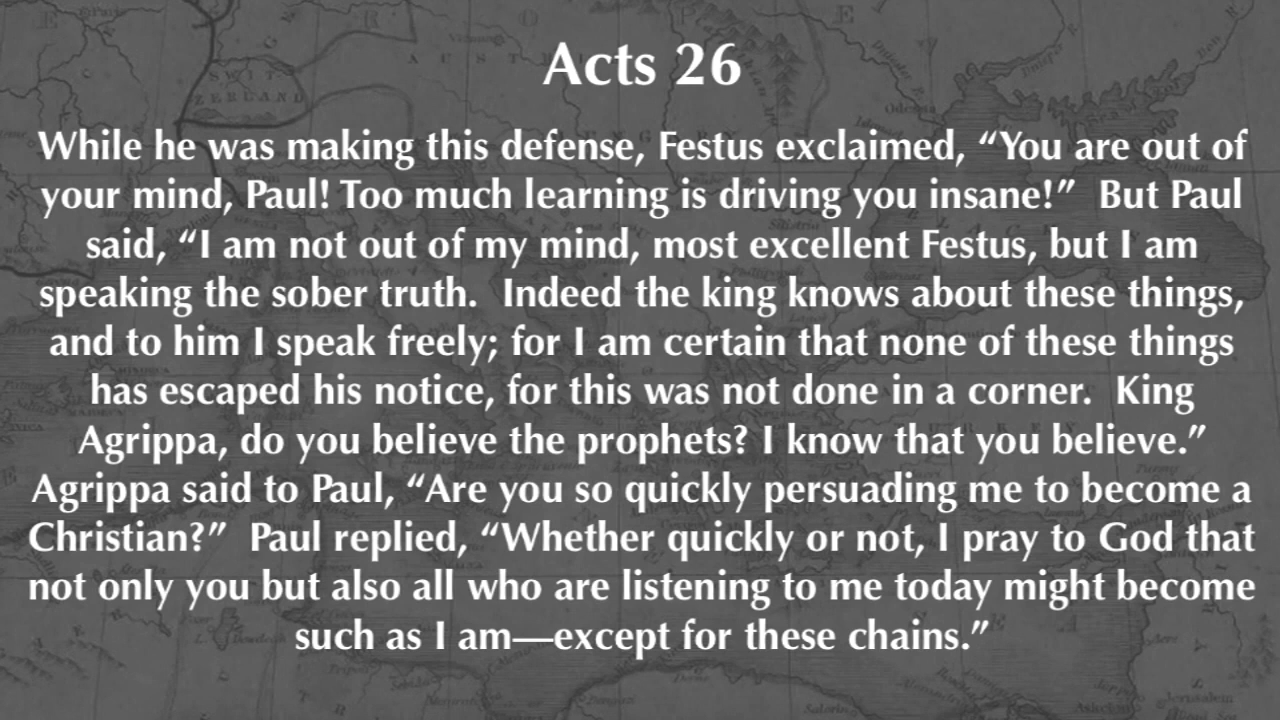 Acts 26
While he was making this defense, Festus exclaimed, “You are out of
your mind, Paul! Too much learning is driving you insane!”  But Paul
said, “I am not out of my mind, most excellent Festus, but I am
speaking the sober truth.  Indeed the king knows about these things,
and to him I speak freely; for I am certain that none of these things
has escaped his notice, for this was not done in a corner.  King
Agrippa, do you believe the prophets? I know that you believe.”
Agrippa said to Paul, “Are you so quickly persuading me to become a
Christian?”  Paul replied, “Whether quickly or not, I pray to God that
not only you but also all who are listening to me today might become
such as I am—except for these chains.”